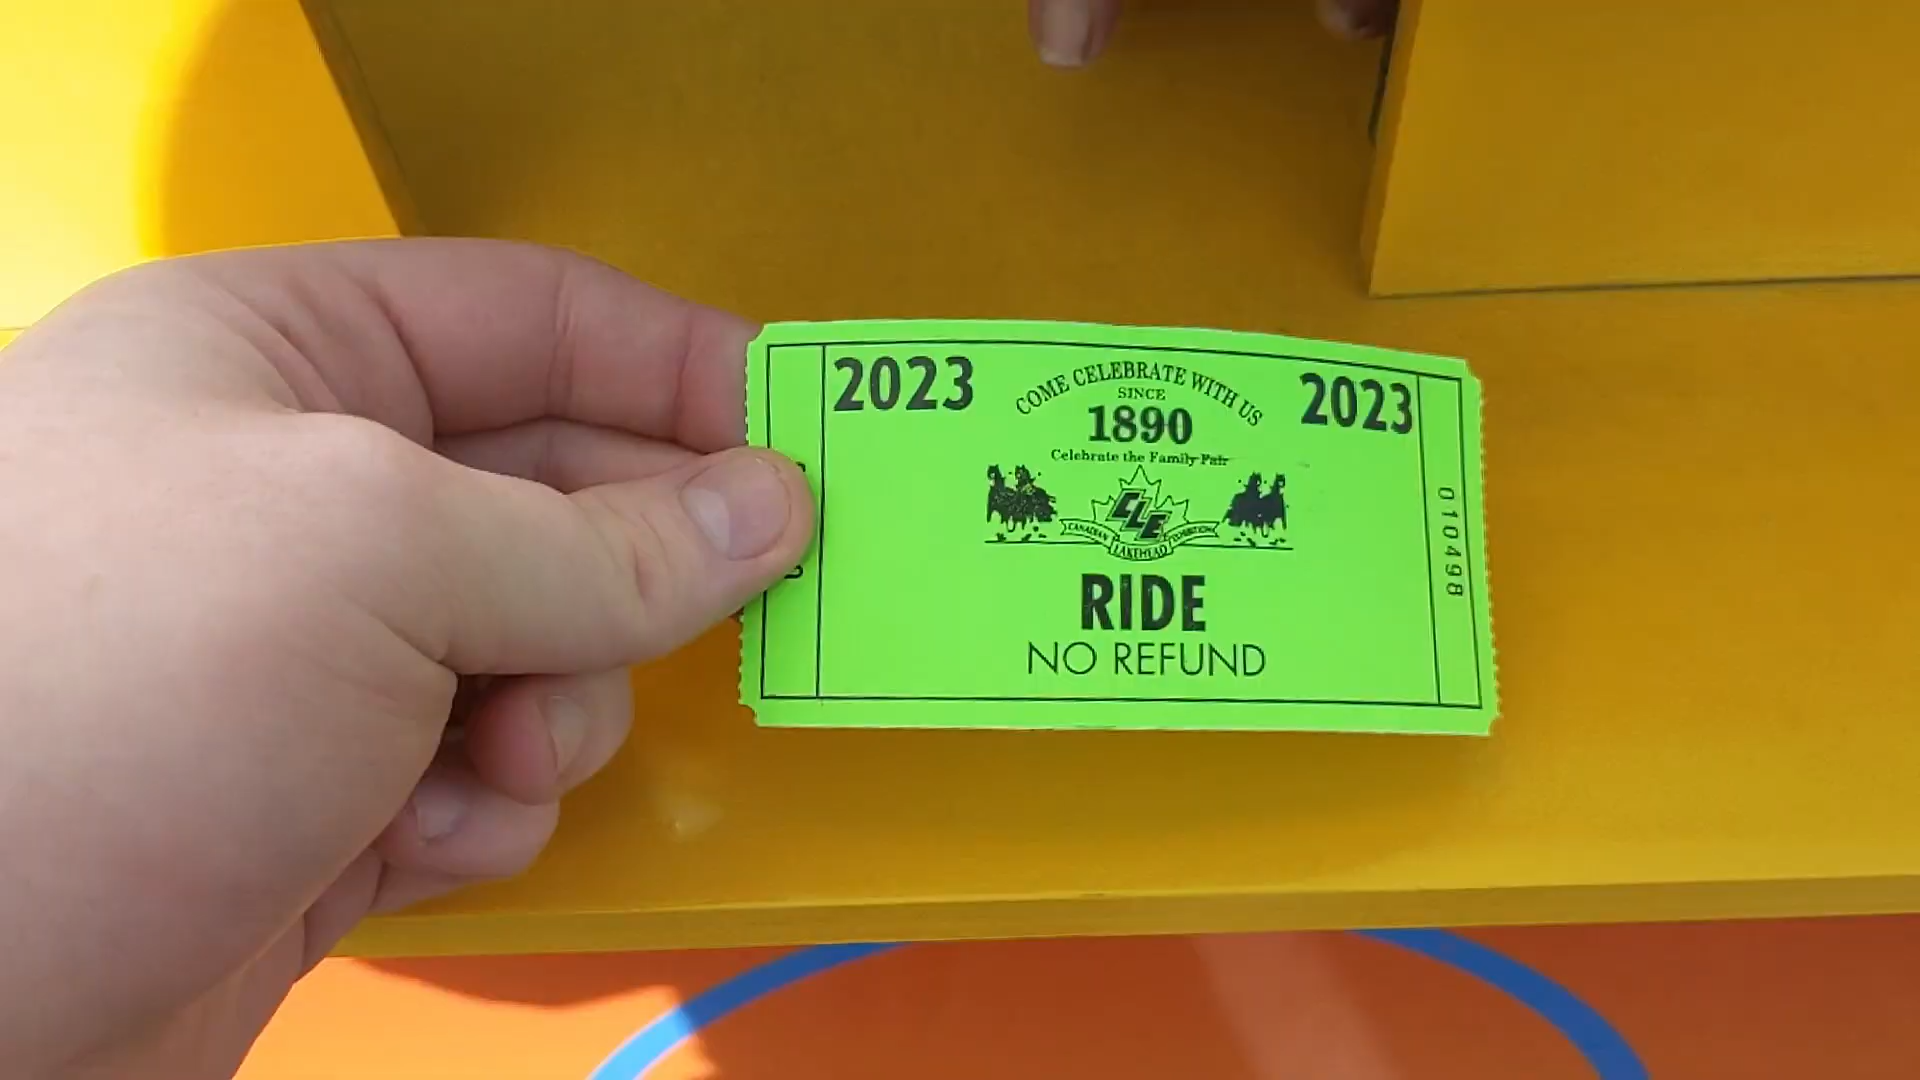 2023
COME CELEBRATE WITH US
2023
SINCE
1890
Celebrate the Family Fair
CLE
CANADIAN LAKEHEAD EXHIBITION
RIDE
NO REFUND
010498